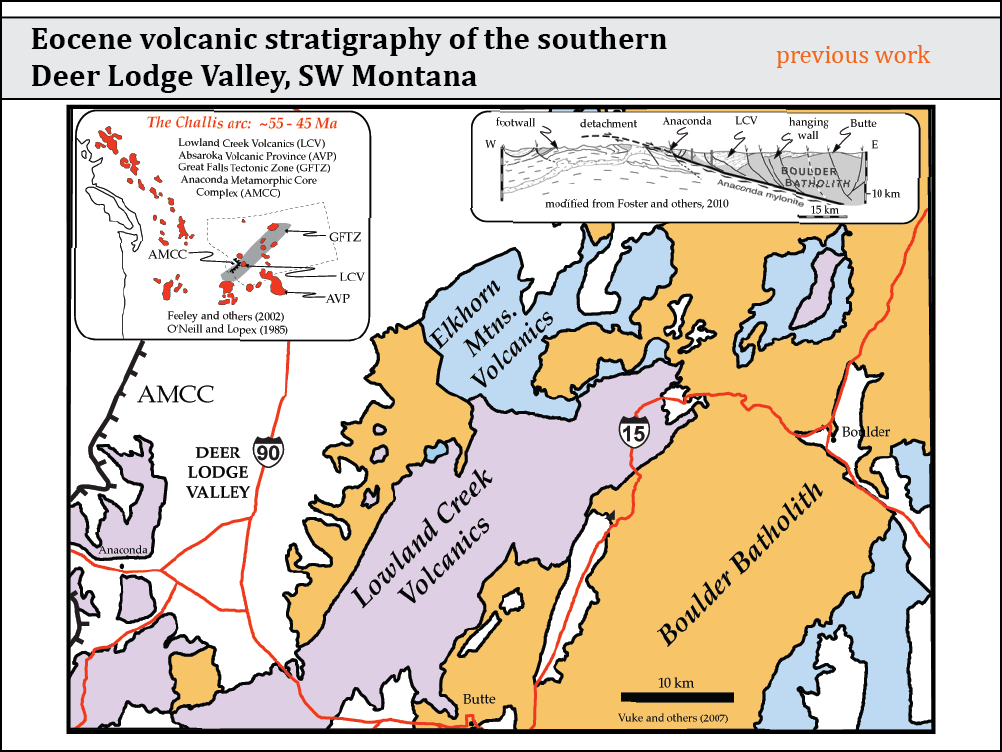 Eocene volcanic stratigraphy of the southern
Deer Lodge Valley, SW Montana
previous work
The Challis arc: ~55 - 45 Ma
Lowland Creek Volcanics (LCV)
Absaroka Volcanic Province (AVP)
Great Falls Tectonic Zone (GFTZ)
Anaconda Metamorphic Core
Complex (AMCC)
GFTZ
AMCC
LCV
AVP
Feeley and others (2002)
O'Neill and Lopex (1985)
footwall
detachment
Anaconda
LCV
hanging
wall
Butte
W
E
BOULDER
BATHOLITH
Anaconda mylonite
10 km
15 km
modified from Foster and others, 2010
Elkhorn
Mtns.
Volcanics
AMCC
DEER
LODGE
VALLEY
90
15
Boulder
Lowland Creek
Volcanics
Boulder Batholith
Anaconda
Butte
10 km
Vuke and others (2007)